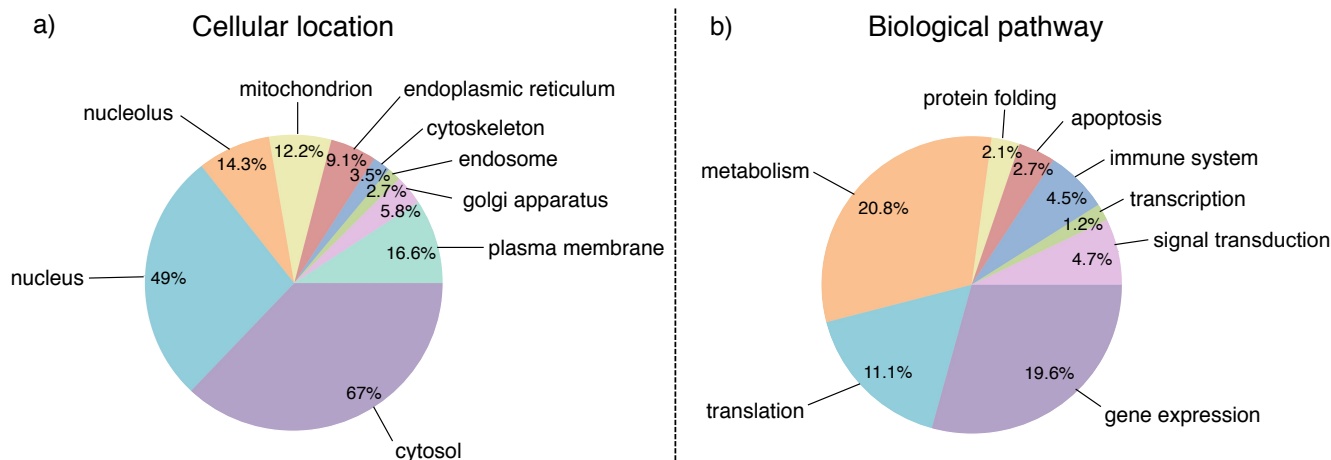 a)
Cellular location
mitochondrion
endoplasmic reticulum
nucleolus
cytoskeleton
endosome
golgi apparatus
plasma membrane
nucleus
cytosol
14.3%
12.2%
9.1%
3.5%
2.7%
5.8%
16.6%
49%
67%
b)
Biological pathway
protein folding
apoptosis
immune system
metabolism
transcription
signal transduction
translation
gene expression
2.1%
2.7%
4.5%
20.8%
1.2%
4.7%
11.1%
19.6%